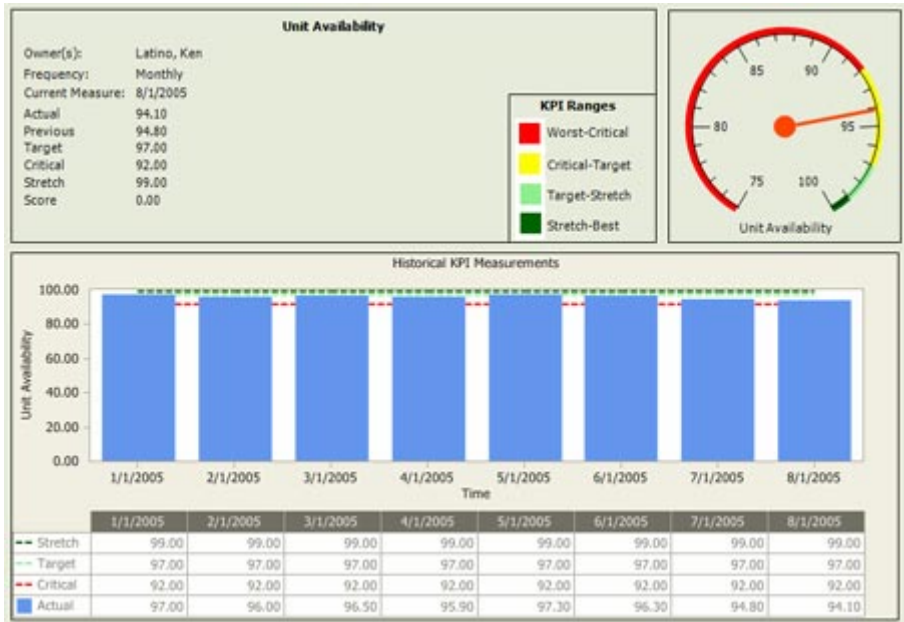 Unit Availability
Owner(s): Latino, Ken
Frequency: Monthly
Current Measure: 8/1/2005
Actual 94.10
Previous 94.80
Target 97.00
Critical 92.00
Stretch 99.00
Score 0.00
KPI Ranges
Worst-Critical
Critical-Target
Target-Stretch
Stretch-Best
85 90
80 95
75 100
Unit Availability
Historical KPI Measurements
Unit Availability
100.00
80.00
60.00
40.00
20.00
0.00
1/1/2005 2/1/2005 3/1/2005 4/1/2005 5/1/2005 6/1/2005 7/1/2005 8/1/2005
Time
1/1/2005 2/1/2005 3/1/2005 4/1/2005 5/1/2005 6/1/2005 7/1/2005 8/1/2005
Stretch 99.00 99.00 99.00 99.00 99.00 99.00 99.00 99.00
Target 97.00 97.00 97.00 97.00 97.00 97.00 97.00 97.00
Critical 92.00 92.00 92.00 92.00 92.00 92.00 92.00 92.00
Actual 97.00 96.00 96.50 95.90 97.30 96.30 94.80 94.10